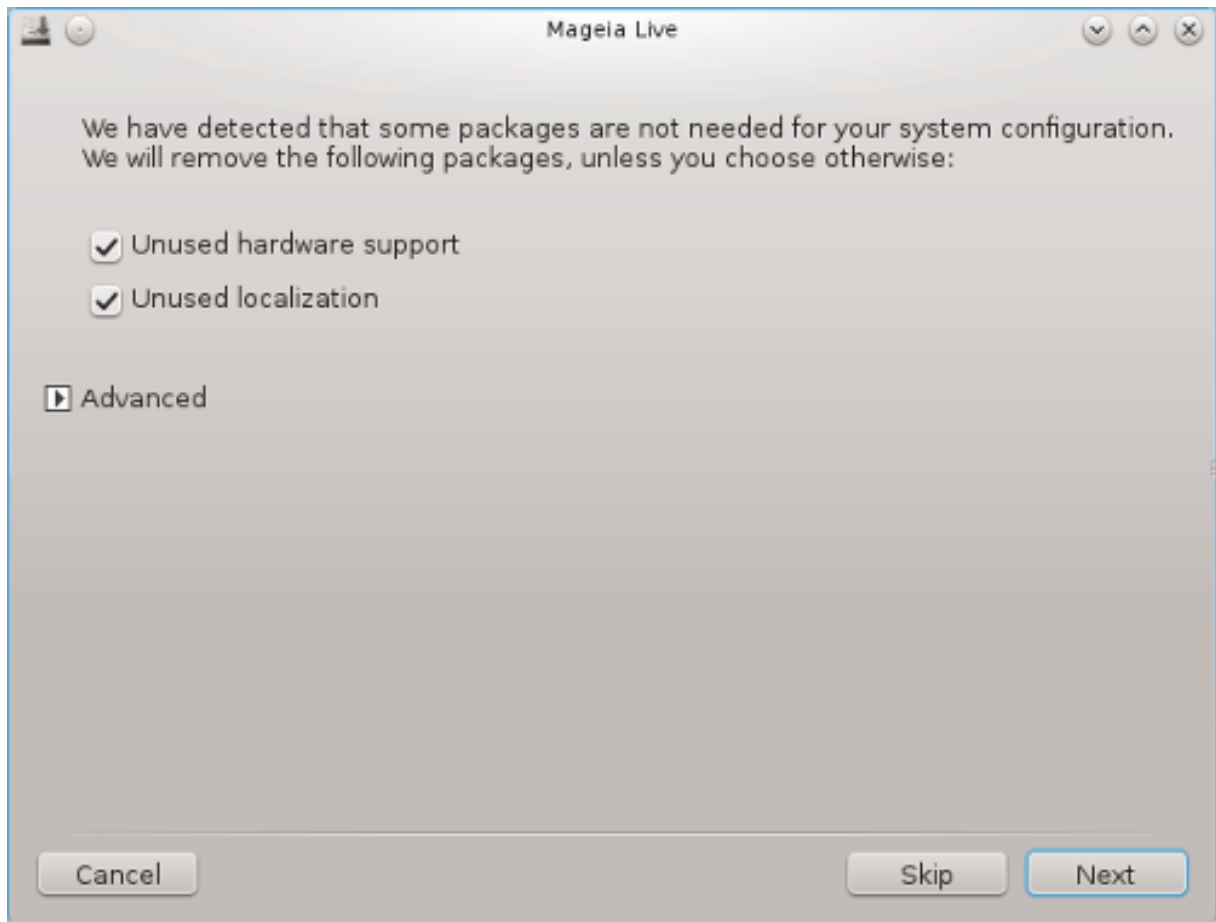 Mageia Live
We have detected that some packages are not needed for your system configuration.
We will remove the following packages, unless you choose otherwise:
Unused hardware support
Unused localization
Advanced
Cancel
Skip
Next